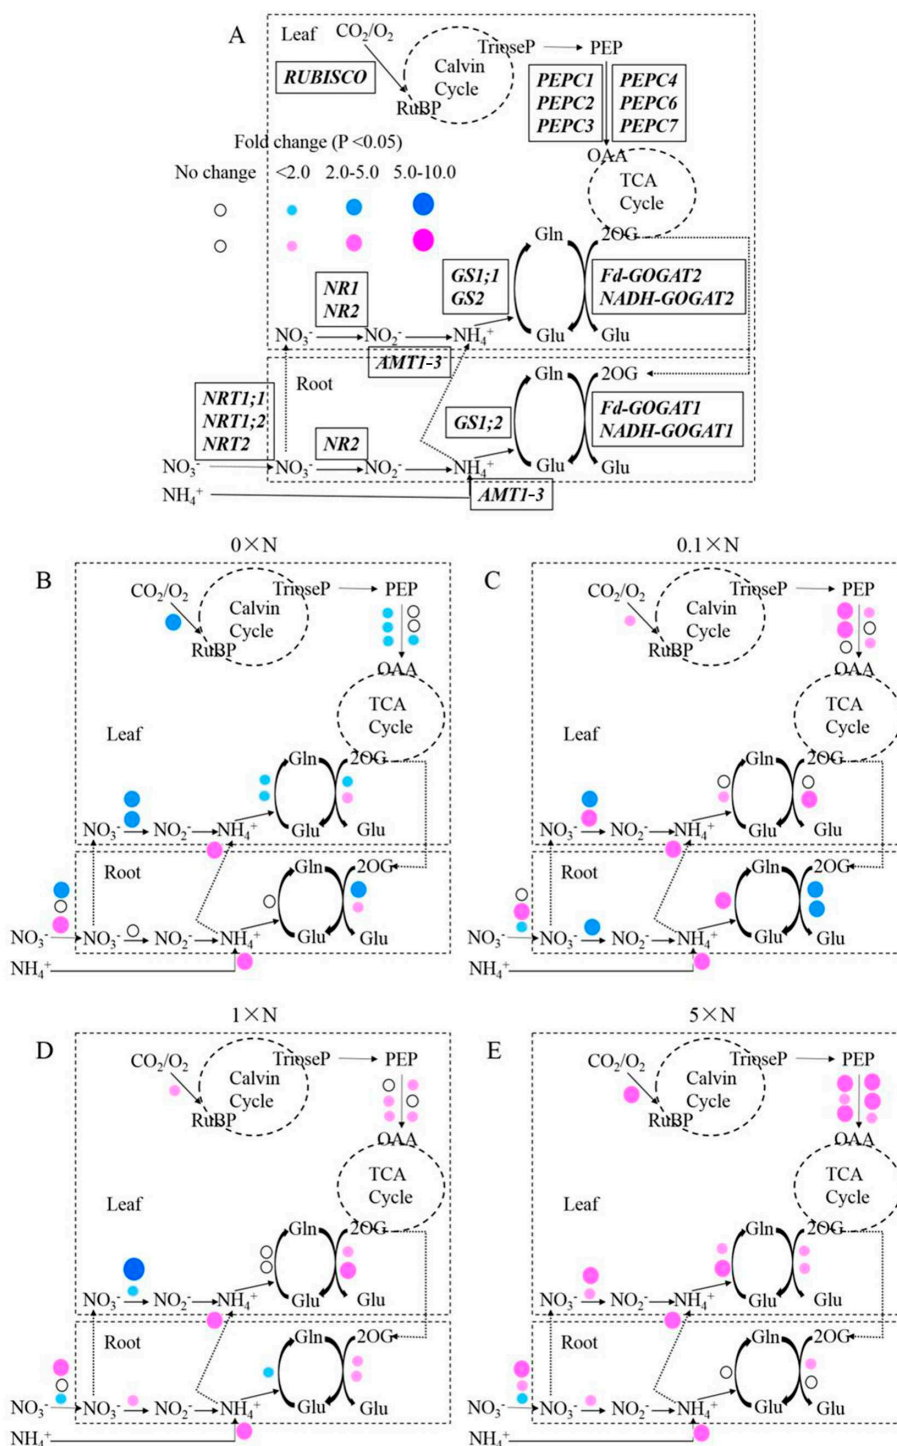 A
Leaf
CO₂/O₂
TrioseP
PEP
RUBISCO
Calvin
Cycle
RuBP
PEPC1
PEPC2
PEPC3
PEPC4
PEPC6
PEPC7
OAA
TCA
Cycle
Fold change (P <0.05)
No change
<2.0
2.0-5.0
5.0-10.0
Gln
2OG
NR1
NR2
GS1;1
GS2
Fd-GOGAT2
NADH-GOGAT2
NO₃⁻
NO₂⁻
NH₄⁺
Glu
Glu
AMT1-3
Root
Gln
2OG
NRT1;1
NRT1;2
NRT2
NR2
GS1;2
Fd-GOGAT1
NADH-GOGAT1
NO₃⁻
NO₃⁻
NO₂⁻
NH₄⁺
Glu
Glu
NH₄⁺
AMT1-3
0×N
B
CO₂/O₂
TrioseP
PEP
Calvin
Cycle
RuBP
OAA
TCA
Cycle
Leaf
Gln
2OG
NO₃⁻
NO₂⁻
NH₄⁺
Glu
Glu
Root
Gln
2OG
NO₃⁻
NO₃⁻
NO₂⁻
NH₄⁺
Glu
Glu
NH₄⁺
0.1×N
C
CO₂/O₂
TrioseP
PEP
Calvin
Cycle
RuBP
OAA
TCA
Cycle
Leaf
Gln
2OG
NO₃⁻
NO₂⁻
NH₄⁺
Glu
Glu
Root
Gln
2OG
NO₃⁻
NO₃⁻
NO₂⁻
NH₄⁺
Glu
Glu
NH₄⁺
1×N
D
CO₂/O₂
TrioseP
PEP
Calvin
Cycle
RuBP
OAA
TCA
Cycle
Leaf
Gln
2OG
NO₃⁻
NO₂⁻
NH₄⁺
Glu
Glu
Root
Gln
2OG
NO₃⁻
NO₃⁻
NO₂⁻
NH₄⁺
Glu
Glu
NH₄⁺
5×N
E
CO₂/O₂
TrioseP
PEP
Calvin
Cycle
RuBP
OAA
TCA
Cycle
Leaf
Gln
2OG
NO₃⁻
NO₂⁻
NH₄⁺
Glu
Glu
Root
Gln
2OG
NO₃⁻
NO₃⁻
NO₂⁻
NH₄⁺
Glu
Glu
NH₄⁺